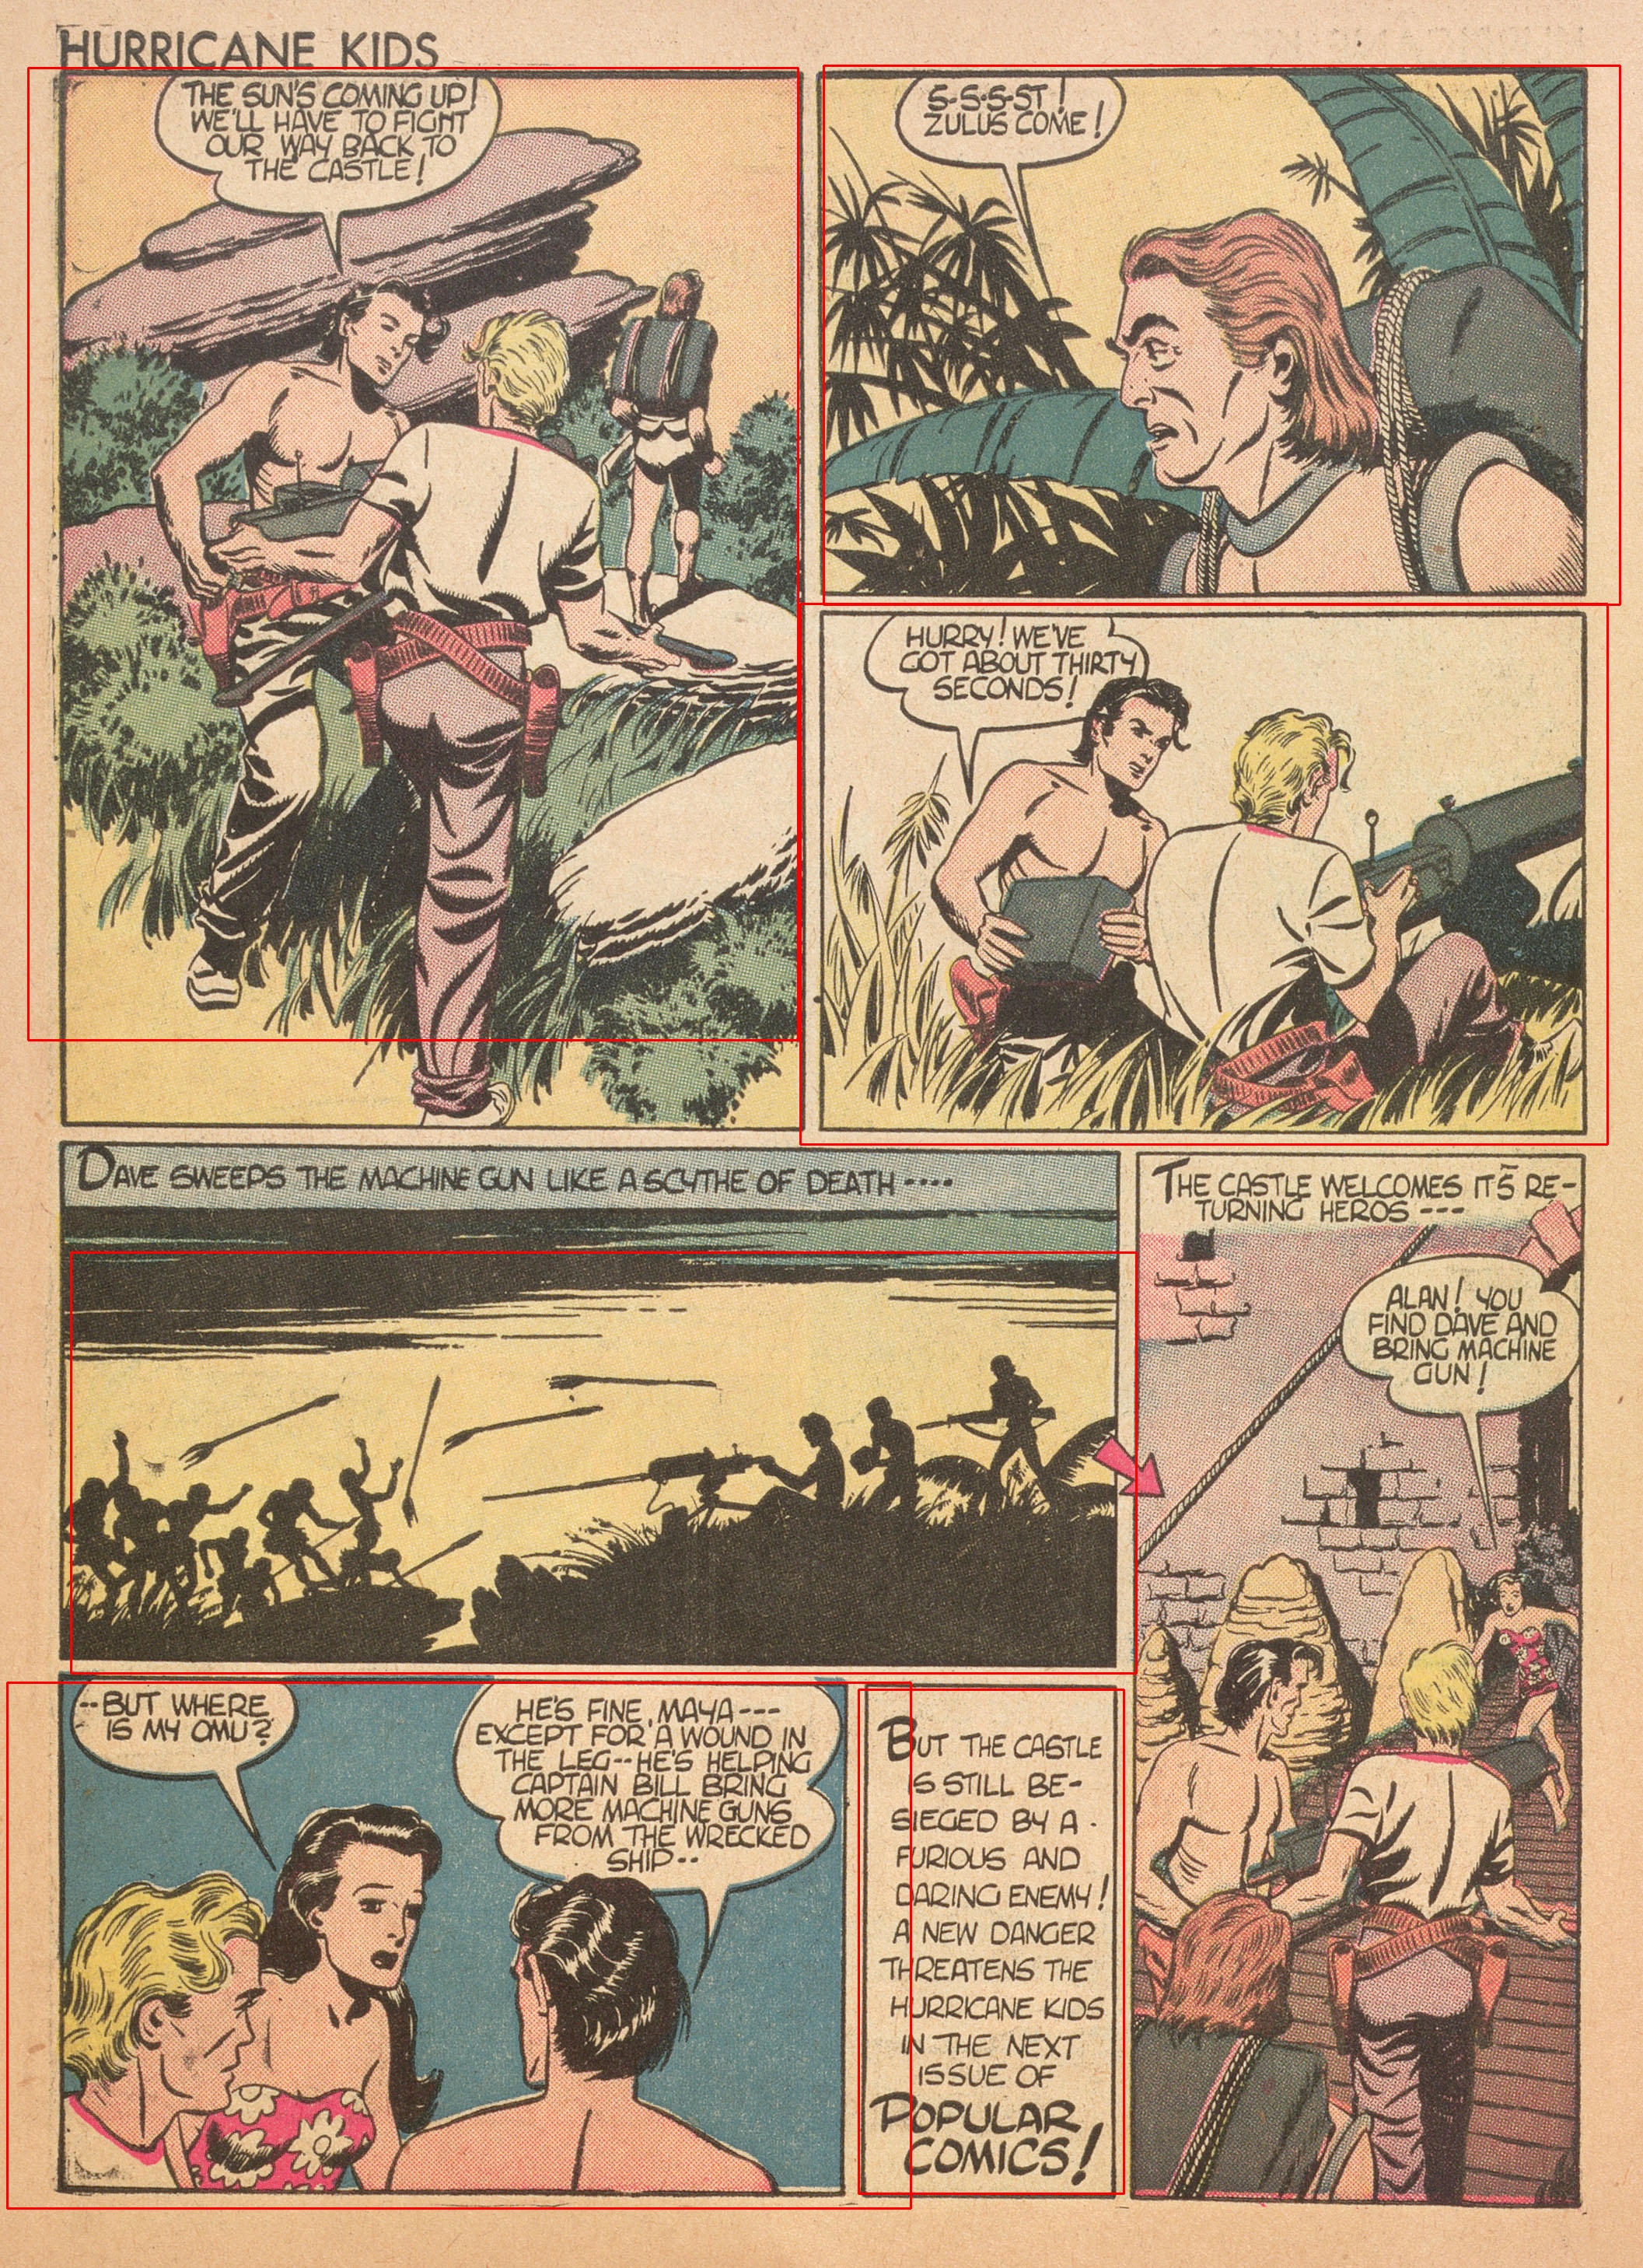 HURRICANE KIDS
THE SUN'S COMING UP!
WE'LL HAVE TO FIGHT
OUR WAY BACK TO
THE CASTLE!
S-S-S-ST!
ZULUS COME!
HURRY! WE'VE
GOT ABOUT THIRTY
SECONDS!
DAVE SWEEPS THE MACHINE GUN LIKE A SCYTHE OF DEATH----
THE CASTLE WELCOMES IT'S RE-
TURNING HEROS ---
ALAN! YOU
FIND DAVE AND
BRING MACHINE
GUN!
--BUT WHERE
IS MY OMU?
HE'S FINE, MAYA---
EXCEPT FOR A WOUND IN
THE LEG--HE'S HELPING
CAPTAIN BILL BRING
MORE MACHINE GUNS
FROM THE WRECKED
SHIP--
BUT THE CASTLE
IS STILL BE-
SIEGED BY A
FURIOUS AND
DARING ENEMY!
A NEW DANGER
THREATENS THE
HURRICANE KIDS
IN THE NEXT
ISSUE OF
POPULAR
COMICS!